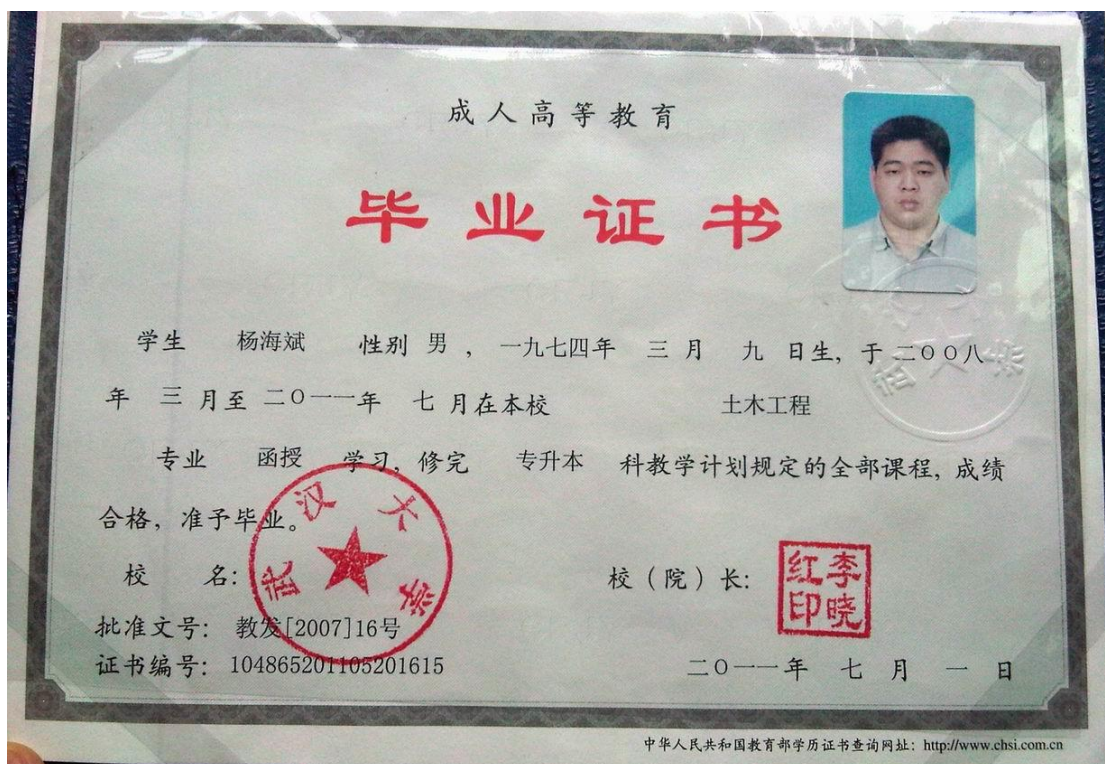 成人高等教育
毕业证书
学生 杨海斌 性别 男 , 一九七四年 三 月 九 日生, 于 二〇〇八
年 三 月至 二〇一一年 七 月在本校 土木工程
专业 函授 学习, 修完 专升本 科教学计划规定的全部课程, 成绩
合格, 准予毕业。
武汉大学
校 名: 校（院）长: 李晓红印
批准文号: 教发[2007]16号
证书编号: 104865201105201615 二〇一一年 七 月 一 日
中华人民共和国教育部学历证书查询网址: http://www.chsi.com.cn